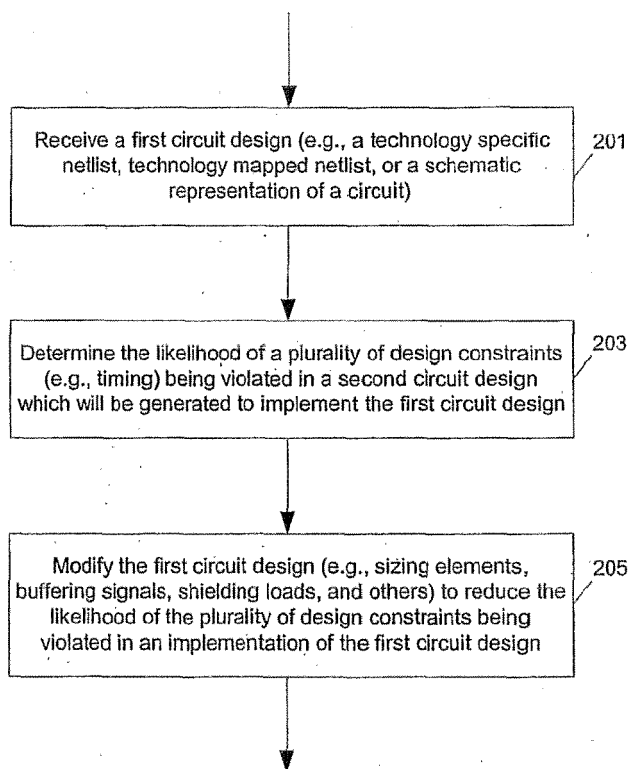 Receive a first circuit design (e.g., a technology specific
netlist, technology mapped netlist, or a schematic
representation of a circuit)
201
Determine the likelihood of a plurality of design constraints
(e.g., timing) being violated in a second circuit design
which will be generated to implement the first circuit design
203
Modify the first circuit design (e.g., sizing elements,
buffering signals, shielding loads, and others) to reduce the
likelihood of the plurality of design constraints being
violated in an implementation of the first circuit design
205